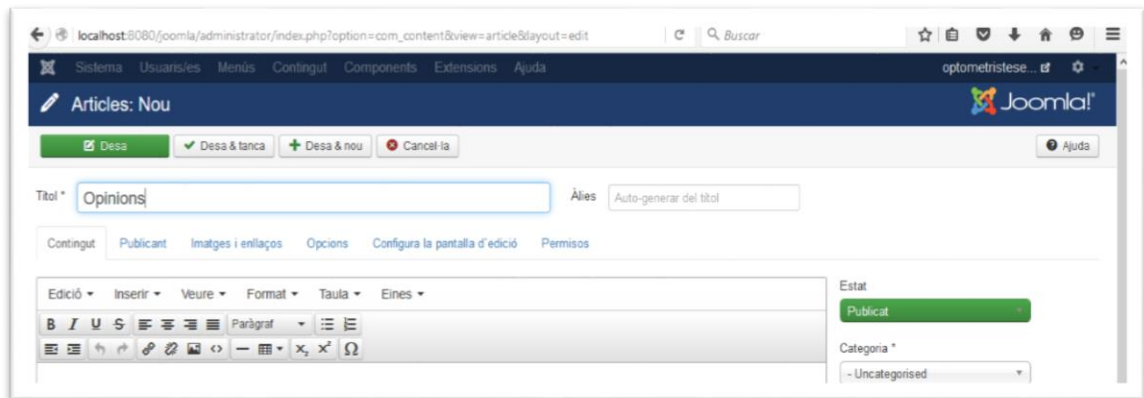 localhost:8080/joomla/administrator/index.php?option=com_content&view=article&layout=edit Buscar
Sistema Usuaris/es Menús Contingut Components Extensions Ajuda optometristese...
Articles: Nou Joomla!
Desa Desa & tanca Desa & nou Cancel·la Ajuda
Títol * Opinions Àlies Auto-generar del títol
Contingut Publicant Imatges i enllaços Opcions Configura la pantalla d´edició Permisos
Edició Inserir Veure Format Taula Eines
B I U S Paràgraf
x₂ x² Ω
Estat
Publicat
Categoria *
- Uncategorised